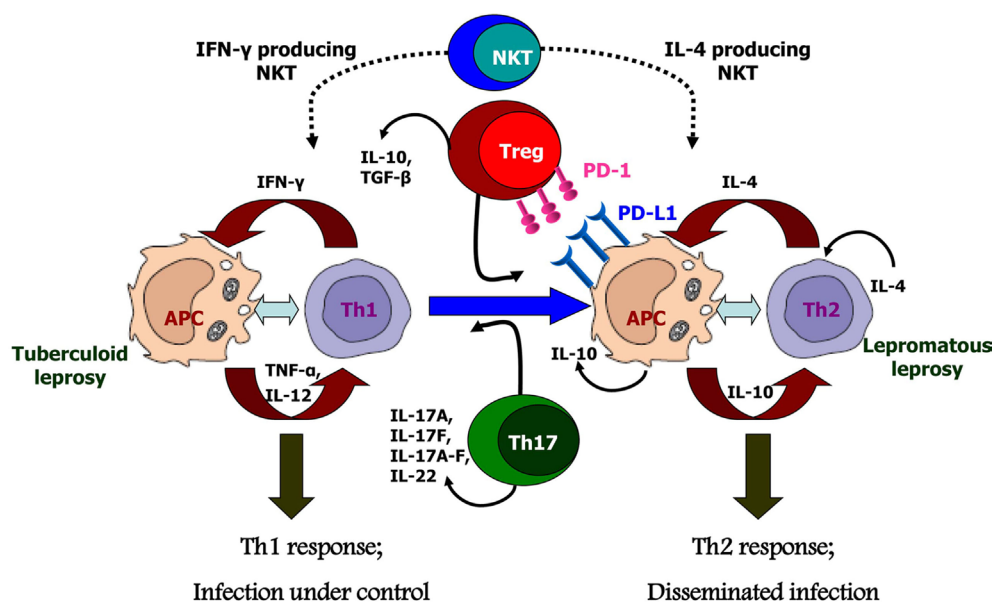 IFN-γ producing
NKT
NKT
IL-4 producing
NKT
Treg
IL-10,
TGF-β
PD-1
PD-L1
IFN-γ
IL-4
APC
Th1
APC
Th2
IL-4
Tuberculoid
leprosy
Lepromatous
leprosy
TNF-α,
IL-12
IL-10
IL-10
IL-17A,
IL-17F,
IL-17A-F,
IL-22
Th17
Th1 response;
Infection under control
Th2 response;
Disseminated infection